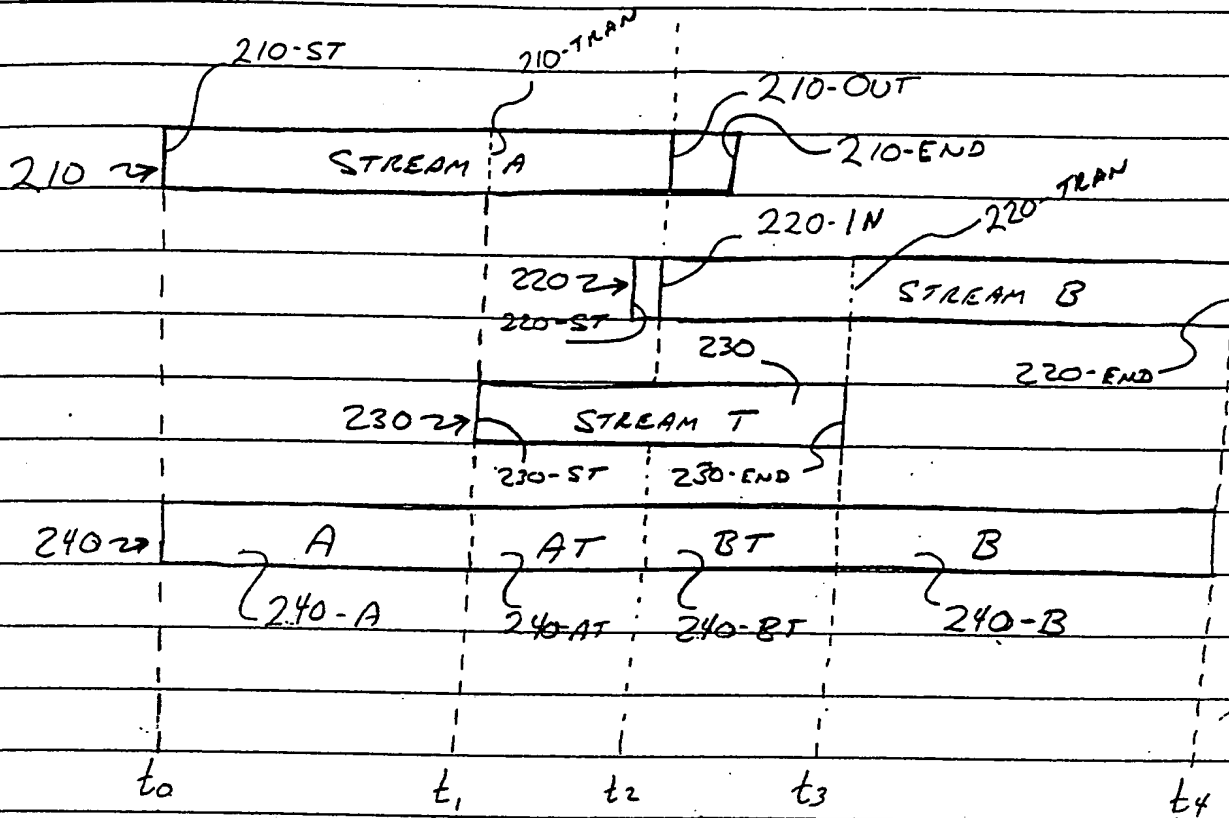 210-ST
210-TRAN
210-OUT
210-END
210
STREAM A
220-TRAN
220-IN
220
STREAM B
220-ST
230
220-END
230
STREAM T
230-ST
230-END
240
A
AT
BT
B
240-A
240-AT
240-BT
240-B
t0
t1
t2
t3
t4